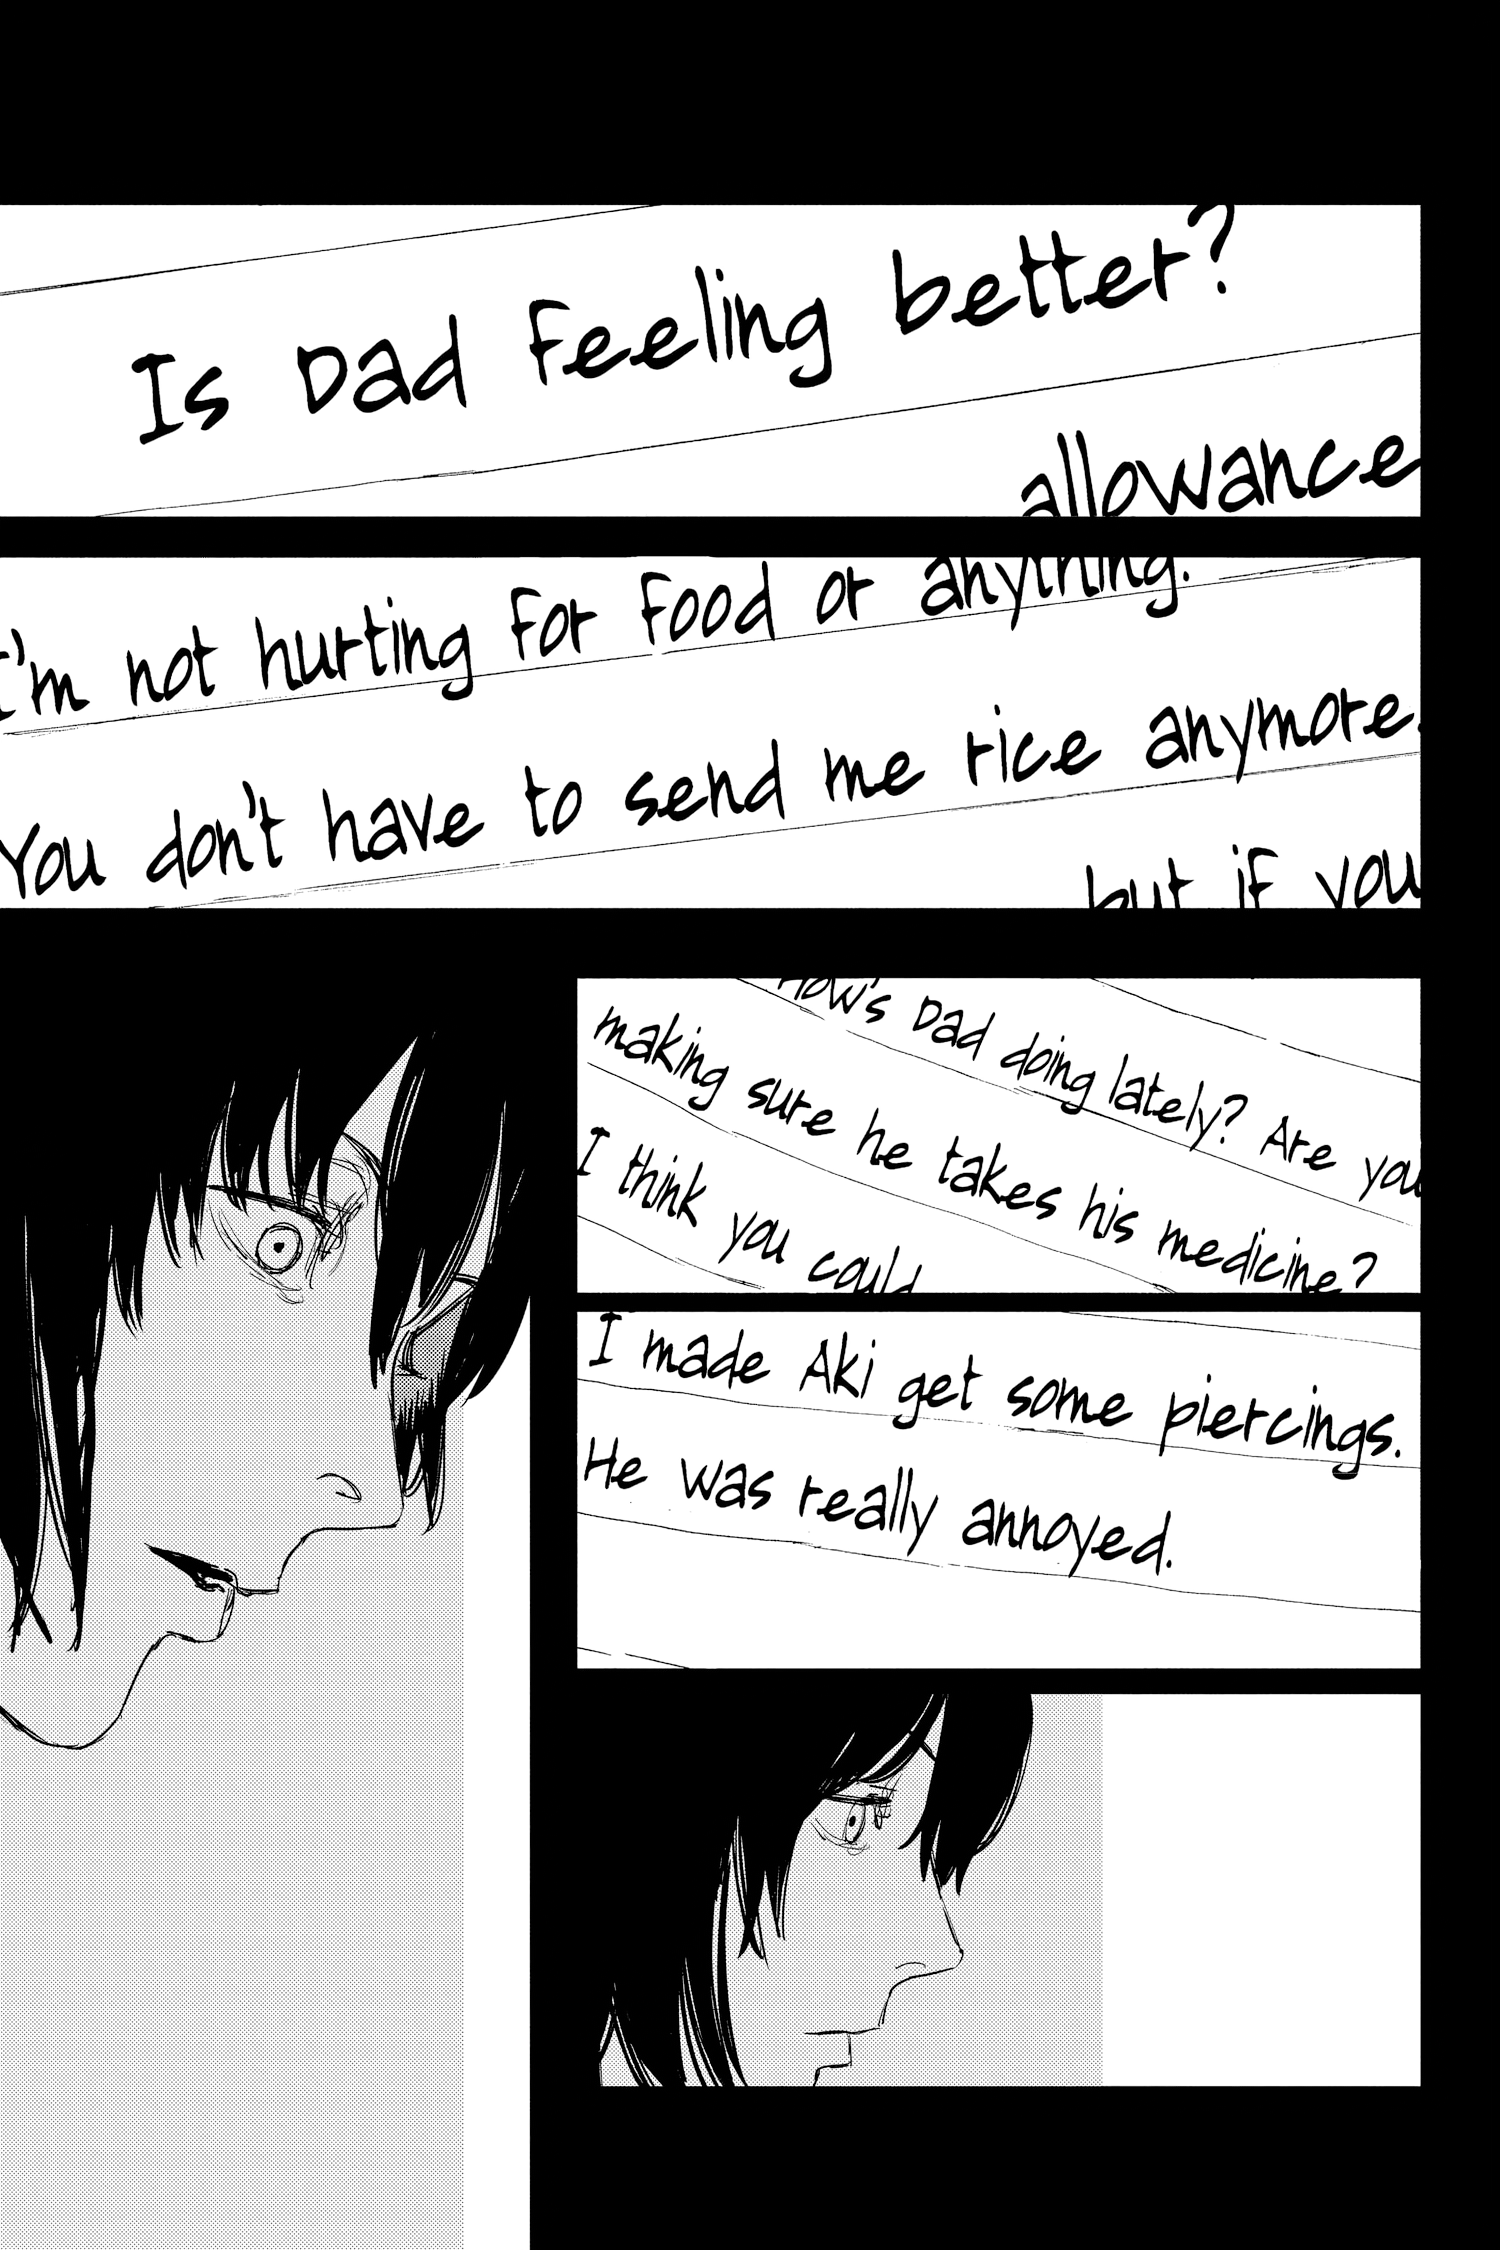 Is Dad feeling better?
allowance
I'm not hurting for food or anything.
You don't have to send me rice anymore.
but if you
How's Dad doing lately? Are you
making sure he takes his medicine?
I think you could
I made Aki get some piercings.
He was really annoyed.